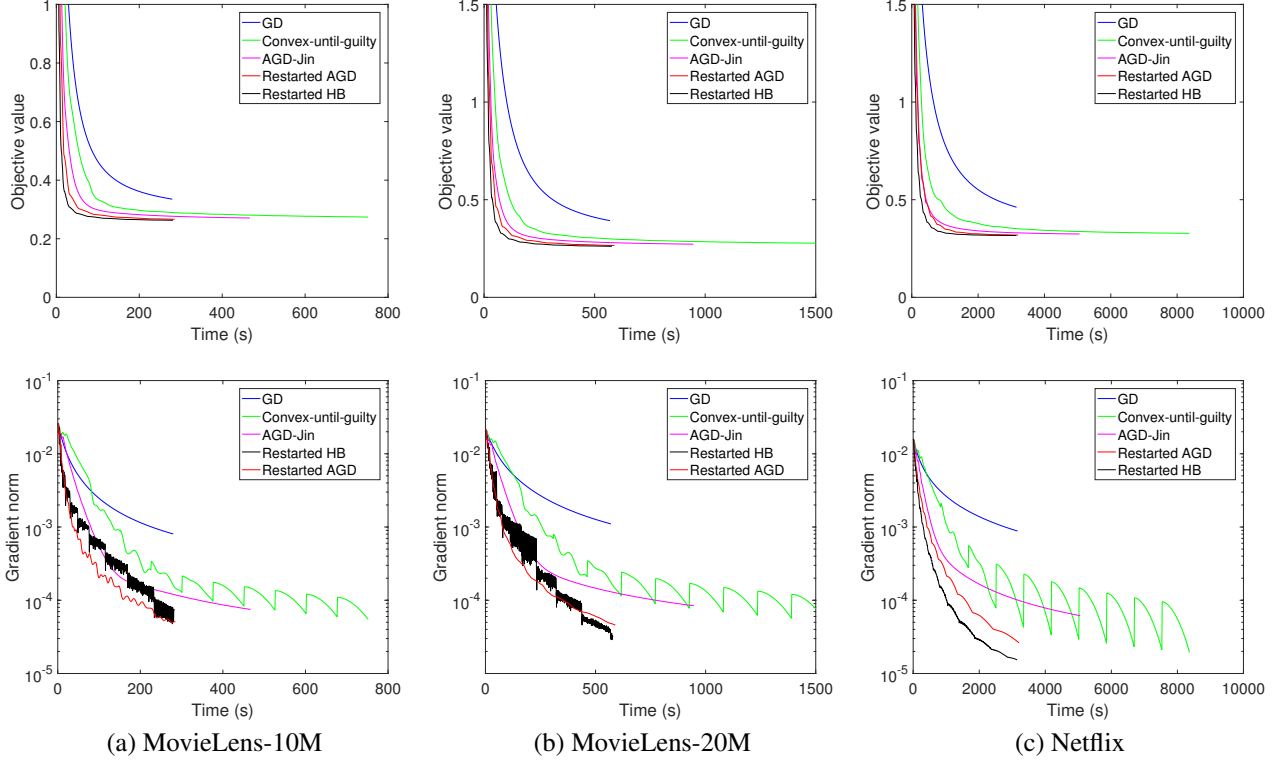 1
0.8
0.6
0.4
0.2
0
0
200
400
600
800
Objective value
Time (s)
GD
Convex-until-guilty
AGD-Jin
Restarted AGD
Restarted HB
1.5
1
0.5
0
0
500
1000
1500
Objective value
Time (s)
GD
Convex-until-guilty
AGD-Jin
Restarted AGD
Restarted HB
1.5
1
0.5
0
0
2000
4000
6000
8000
10000
Objective value
Time (s)
GD
Convex-until-guilty
AGD-Jin
Restarted AGD
Restarted HB
10^-1
10^-2
10^-3
10^-4
10^-5
0
200
400
600
800
Gradient norm
Time (s)
GD
Convex-until-guilty
AGD-Jin
Restarted HB
Restarted AGD
10^-1
10^-2
10^-3
10^-4
10^-5
0
500
1000
1500
Gradient norm
Time (s)
GD
Convex-until-guilty
AGD-Jin
Restarted HB
Restarted AGD
10^-1
10^-2
10^-3
10^-4
10^-5
0
2000
4000
6000
8000
10000
Gradient norm
Time (s)
GD
Convex-until-guilty
AGD-Jin
Restarted AGD
Restarted HB
(a) MovieLens-10M
(b) MovieLens-20M
(c) Netflix